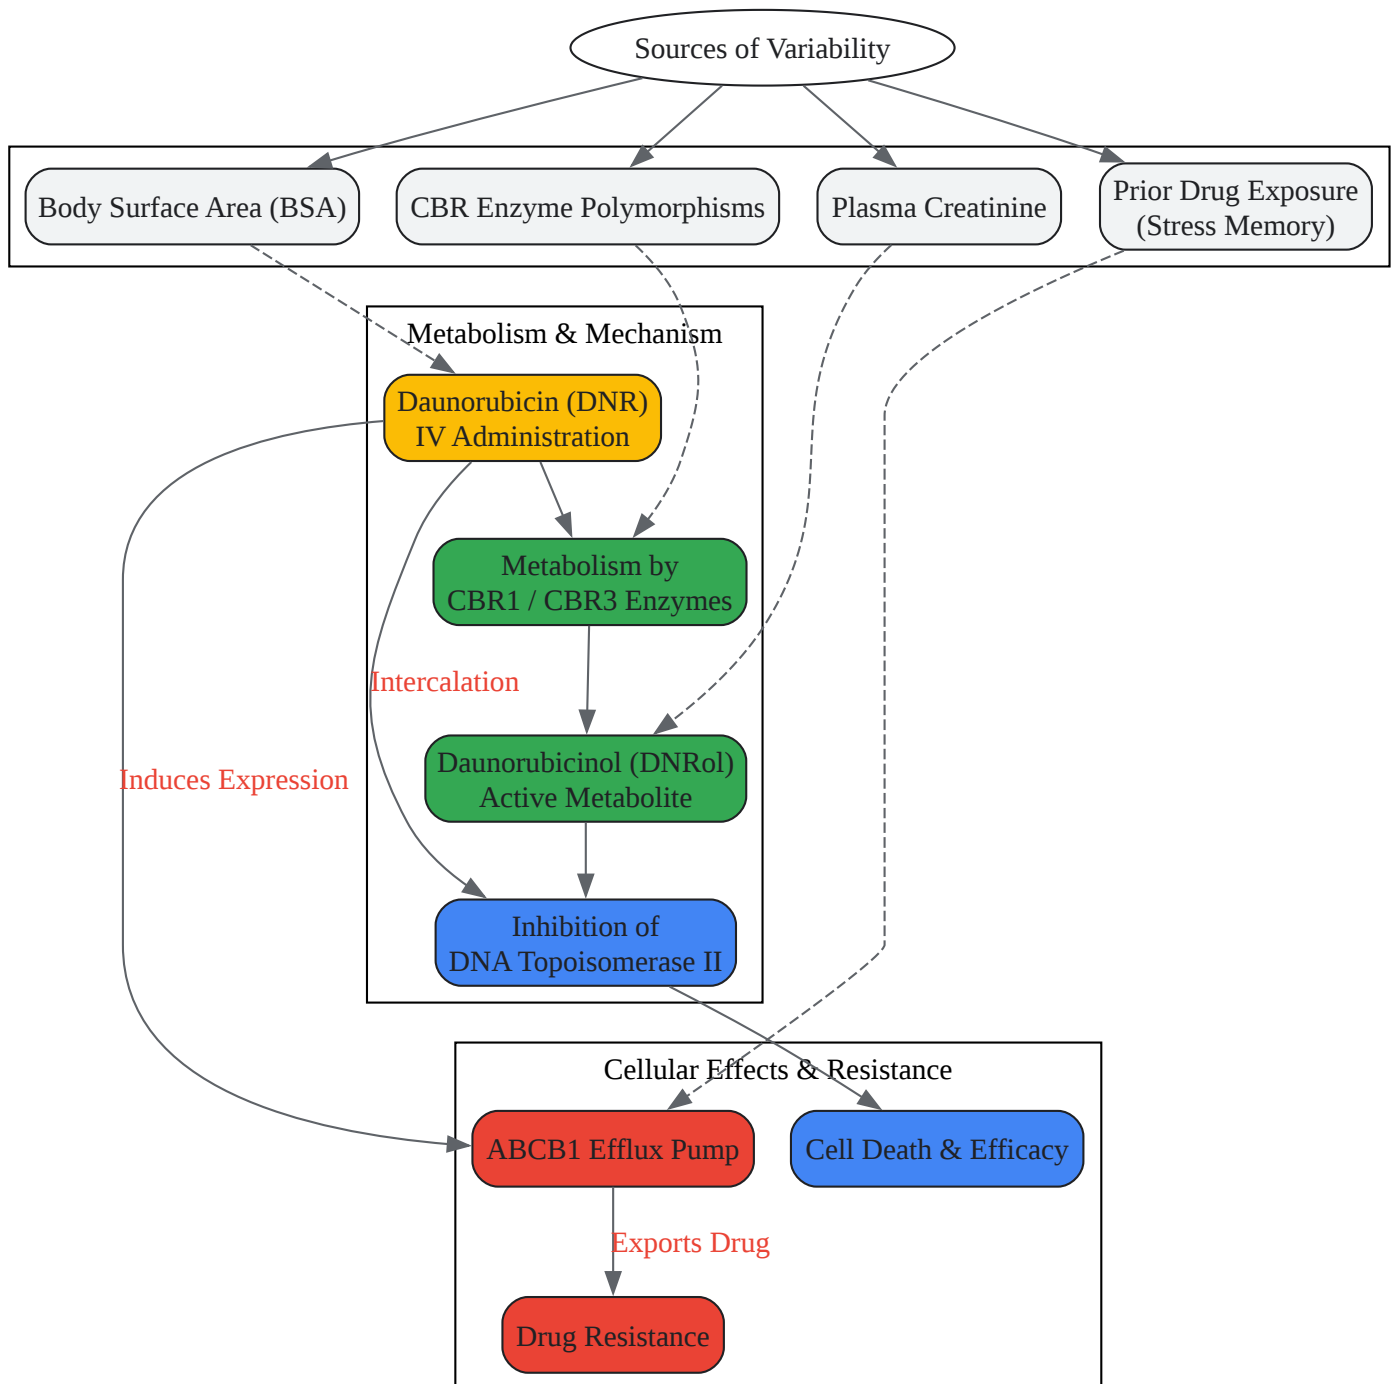 Sources of Variability
Body Surface Area (BSA)
CBR Enzyme Polymorphisms
Plasma Creatinine
Prior Drug Exposure
(Stress Memory)
Metabolism & Mechanism
Daunorubicin (DNR)
IV Administration
Metabolism by
CBR1 / CBR3 Enzymes
Intercalation
Induces Expression
Daunorubicinol (DNRol)
Active Metabolite
Inhibition of
DNA Topoisomerase II
Cellular Effects & Resistance
ABCB1 Efflux Pump
Cell Death & Efficacy
Exports Drug
Drug Resistance